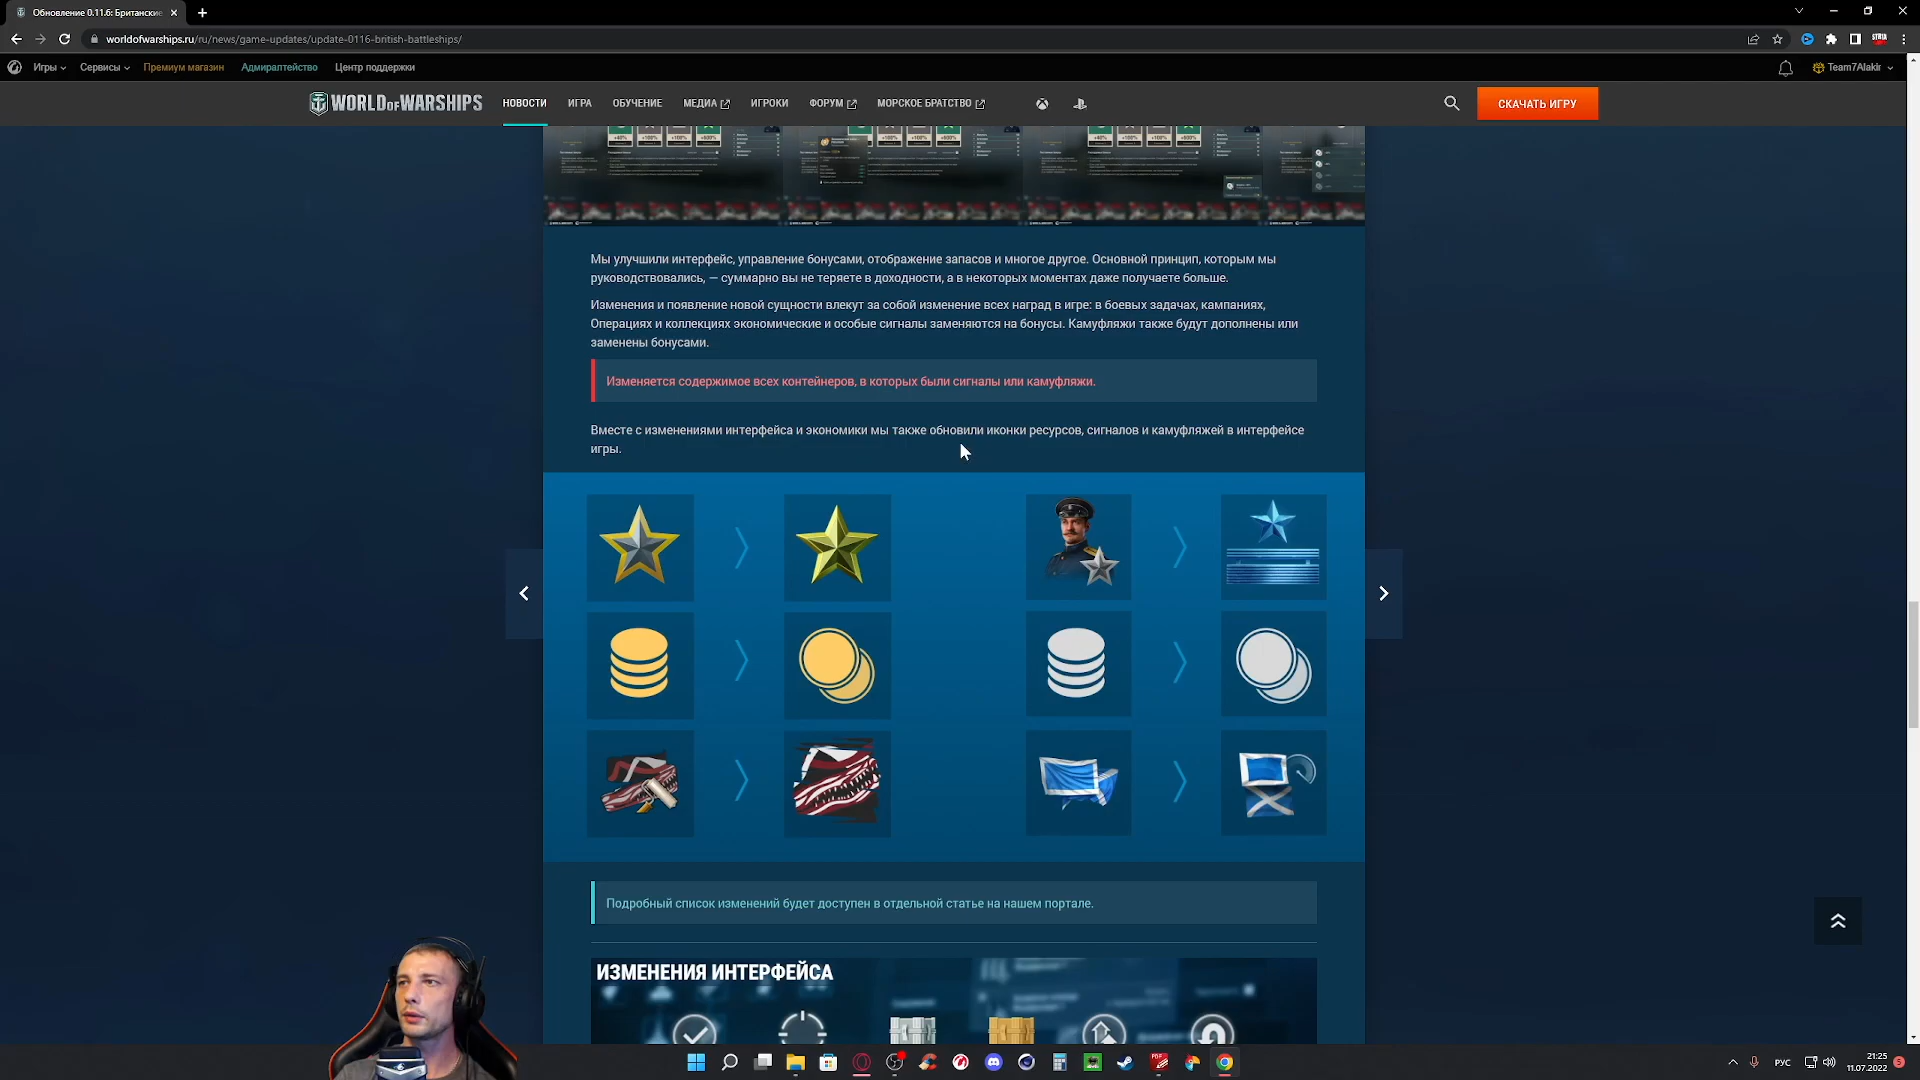 Обновление 0.11.6: Британские
worldofwarships.ru/ru/news/game-updates/update-0116-british-battleships/
Игры Сервисы Премиум магазин Адмиралтейство Центр поддержки Team7Alakir
WORLD OF WARSHIPS НОВОСТИ ИГРА ОБУЧЕНИЕ МЕДИА ИГРОКИ ФОРУМ МОРСКОЕ БРАТСТВО СКАЧАТЬ ИГРУ
Мы улучшили интерфейс, управление бонусами, отображение запасов и многое другое. Основной принцип, которым мы
руководствовались, — суммарно вы не теряете в доходности, а в некоторых моментах даже получаете больше.
Изменения и появление новой сущности влекут за собой изменение всех наград в игре: в боевых задачах, кампаниях,
Операциях и коллекциях экономические и особые сигналы заменяются на бонусы. Камуфляжи также будут дополнены или
заменены бонусами.
Изменяется содержимое всех контейнеров, в которых были сигналы или камуфляжи.
Вместе с изменениями интерфейса и экономики мы также обновили иконки ресурсов, сигналов и камуфляжей в интерфейсе
игры.
Подробный список изменений будет доступен в отдельной статье на нашем портале.
ИЗМЕНЕНИЯ ИНТЕРФЕЙСА
PDF
РУС
21:25
11.07.2022
5